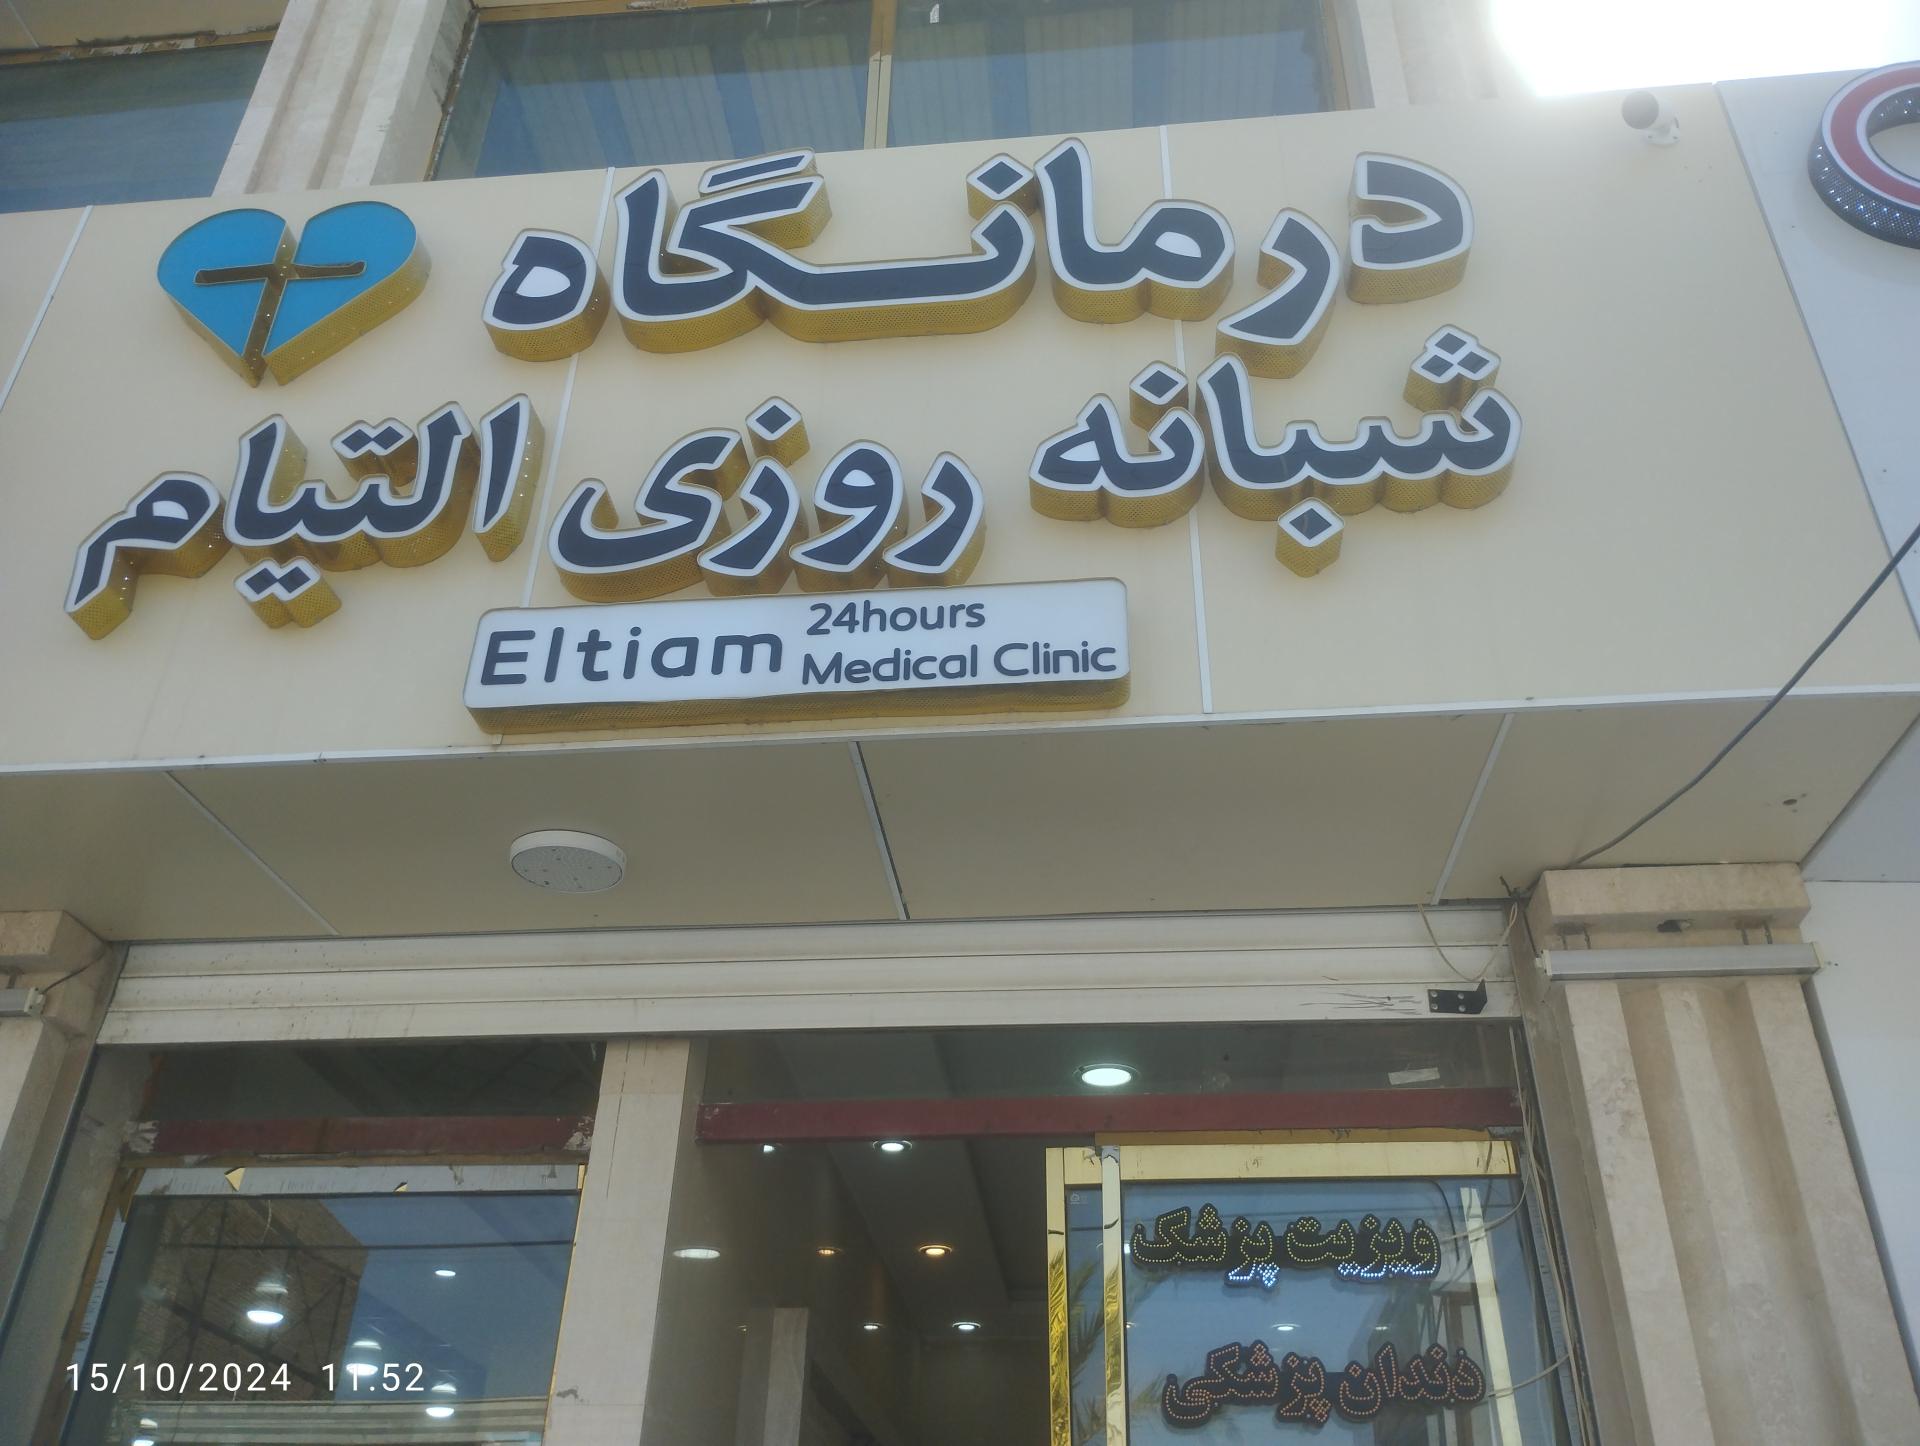 درمانگاه
شبانه روزی التیام
Eltiam 24hours
Medical Clinic
ویزیت پزشک
دندان پزشکی
15/10/2024 11:52